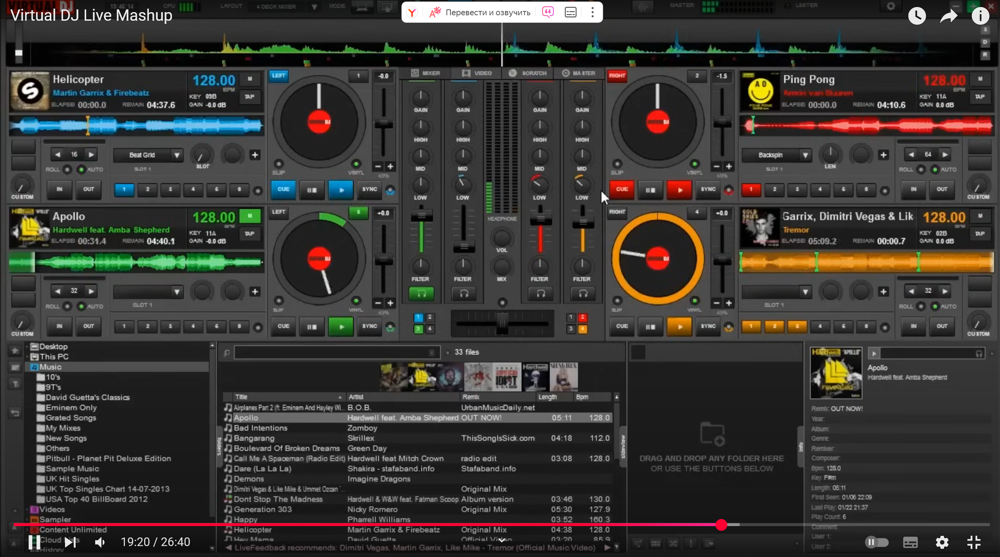 VIRTUAL DJ
19:46:14
CPU
LAYOUT
4 DECK MIXER
MODE
MASTER
LIMITER
Virtual DJ Live Mashup
Перевести и озвучить
S
D
R
Helicopter
Martin Garrix & Firebeatz
128.00
BPM
KEY 09B
GAIN -0.0 dB
ELAPSE 00:00.0 REMAIN 04:37.6
M
TAP
LEFT 1 -0.0
MIXER VIDEO SCRATCH MASTER
RIGHT 2 -1.5
Ping Pong
Armin van Buuren
128.00
BPM
KEY 11A
GAIN 0.0 dB
ELAPSE 00:00.0 REMAIN 04:10.6
M
TAP
GAIN GAIN GAIN GAIN
HIGH HIGH HIGH HIGH
MID MID MID MID
LOW LOW LOW LOW
16
ROLL AUTO
Beat Grid
SLOT 1
SLOT
SLIP VINYL
49%
CUSTOM
IN OUT
1 2 3 4 5 6
CUE SYNC
SLIP VINYL
49%
CUE SYNC
Backspin
SLOT 1
LEN
64
ROLL AUTO
1 2 3 4 5 6
IN OUT
CUSTOM
Apollo
Hardwell feat. Amba Shepherd
128.00
BPM
KEY 11A
GAIN -0.0 dB
ELAPSE 00:31.4 REMAIN 04:40.1
M
TAP
LEFT 3 +0.0
HEADPHONE
VOL
MIX
FILTER FILTER FILTER FILTER
RIGHT 4 +0.0
Garrix, Dimitri Vegas & Lik
Tremor
128.00
BPM
KEY 02B
GAIN 0.0 dB
ELAPSE 05:09.2 REMAIN 00:00.7
M
TAP
32
ROLL AUTO
SLOT 1
SLIP VINYL
49%
CUSTOM
IN OUT
1 2 3 4 5 6
CUE SYNC
1 2
3 4
1 2
3 4
SLIP VINYL
49%
CUE SYNC
SLOT 1
32
ROLL AUTO
1 2 3 4 5 6
IN OUT
CUSTOM
Desktop
This PC
Music
10's
9T's
David Guetta's Classics
Eminem Only
Grated Songs
My Mixes
New Songs
Others
Pitbull - Planet Pit Deluxe Edition
Sample Music
UK Hit Singles
UK Top Singles Chart 14-07-2013
USA Top 40 BillBoard 2012
Videos
Sampler
Content Unlimited
Cloud Lists
History
folders
33 files
Title Artist Remix Length Bpm
Airplanes Part 2 (ft. Eminem And Hayley Wi... B.O.B. UrbanMusicDaily.net
Apollo Hardwell feat. Amba Shepherd OUT NOW! 05:11 128.0
Bad Intentions Zomboy
Bangarang Skrillex ThisSongIsSick.com 04:18 112.0
Boulevard Of Broken Dreams Green Day
Call Me A Spaceman (Radio Edit) Hardwell feat Mitch Crown radio edit 03:08 128.0
Dare (La La La) Shakira - stafaband.info Stafaband.info
Demons Imagine Dragons
Dimitri Vegas & Like Mike & Ummet Ozcan '... Original Mix
Dont Stop The Madness Hardwell & W&W feat. Fatman Scoop Album version 03:46 130.0
Generation 303 Nicky Romero Original Mix 05:30 127.9
Happy Pharrell Williams 03:52 160.3
Helicopter Martin Garrix & Firebeatz Original Mix 04:38 128.0
Hey Mama David Guetta Official Video 03:20 85.9
LiveFeedback recommends: Dimitri Vegas, Martin Garrix, Like Mike - Tremor (Official Music Video)
sideview
DRAG AND DROP ANY FOLDER HERE
OR USE THE BUTTONS BELOW
info
Hardwell "APOLLO"
revealed
Apollo
Hardwell feat. Amba Shepherd
Remix: OUT NOW!
Year:
Album:
Genre:
Remixer:
Composer:
Bpm: 128.0
Key: F#m
Length: 05:11
First Seen: 01/06 22:09
Last Play: 01/22 21:37
Play Count: 6
Comment:
User 1:
User 2:
19:20 / 26:40